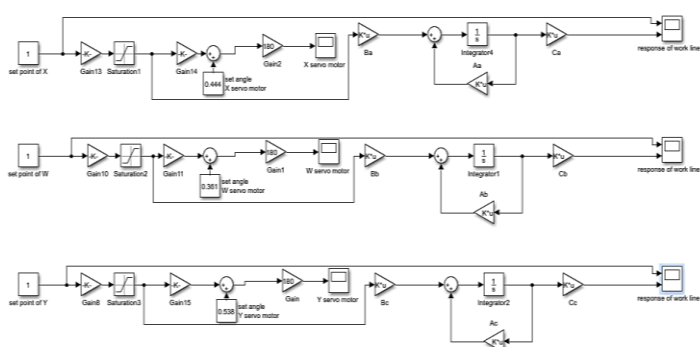 1
set point of X
-K-
Gain13
Saturation1
-K-
Gain14
0.444
set angle
X servo motor
180
Gain2
X servo motor
K*u
Ba
1
s
Integrator4
Aa
K*u
K*u
Ca
response of work line
1
set point of W
-K-
Gain10
Saturation2
-K-
Gain11
0.361
set angle
W servo motor
180
Gain1
W servo motor
K*u
Bb
1
s
Integrator1
Ab
K*u
K*u
Cb
response of work line
1
set point of Y
-K-
Gain8
Saturation3
-K-
Gain15
0.538
set angle
Y servo motor
180
Gain
Y servo motor
K*u
Bc
1
s
Integrator2
Ac
K*u
K*u
Cc
response of work line